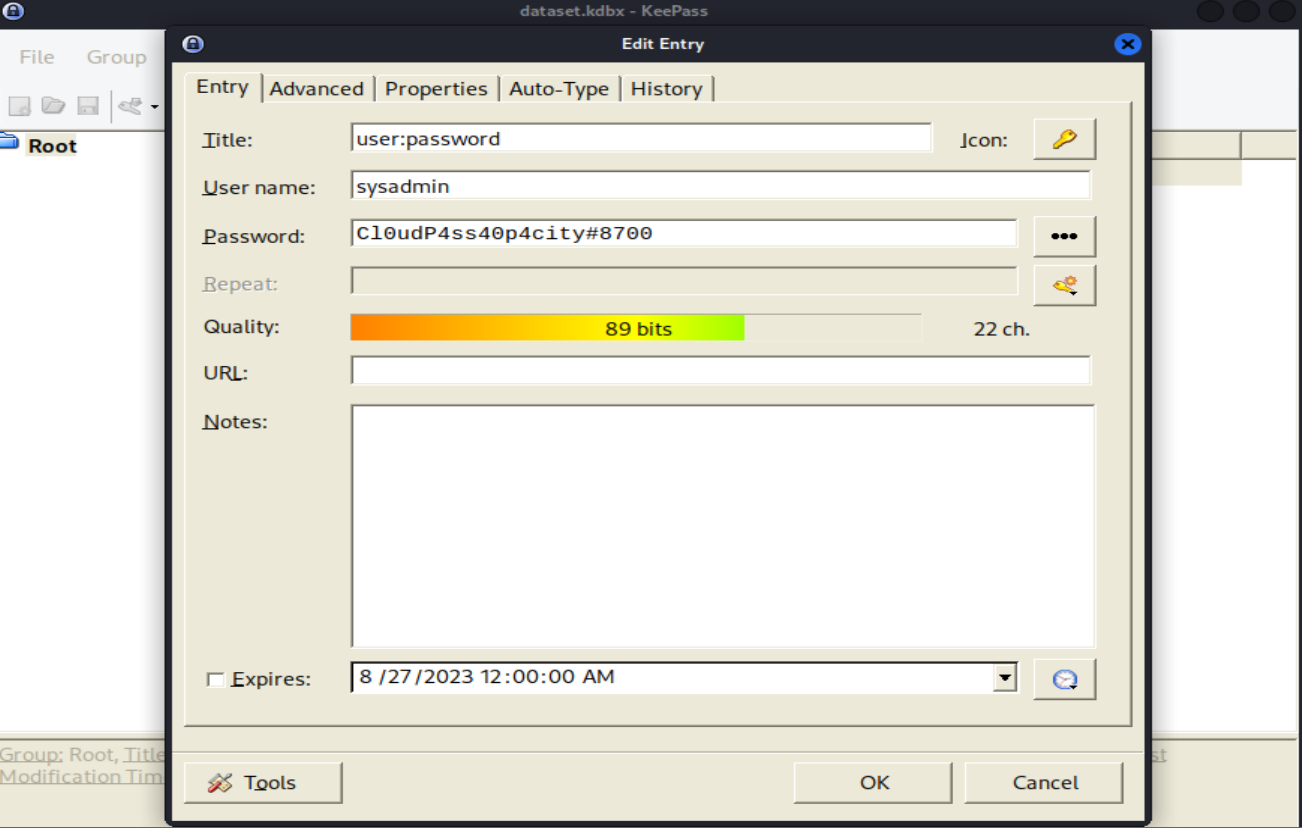 dataset.kdbx - KeePass
Edit Entry
File Group
Entry Advanced Properties Auto-Type History
Root
Title: user:password Icon:
User name: sysadmin
Password: Cl0udP4ss40p4city#8700
Repeat:
Quality: 89 bits 22 ch.
URL:
Notes:
Expires: 8 /27/2023 12:00:00 AM
Group: Root, Title
Modification Tim
Tools OK Cancel